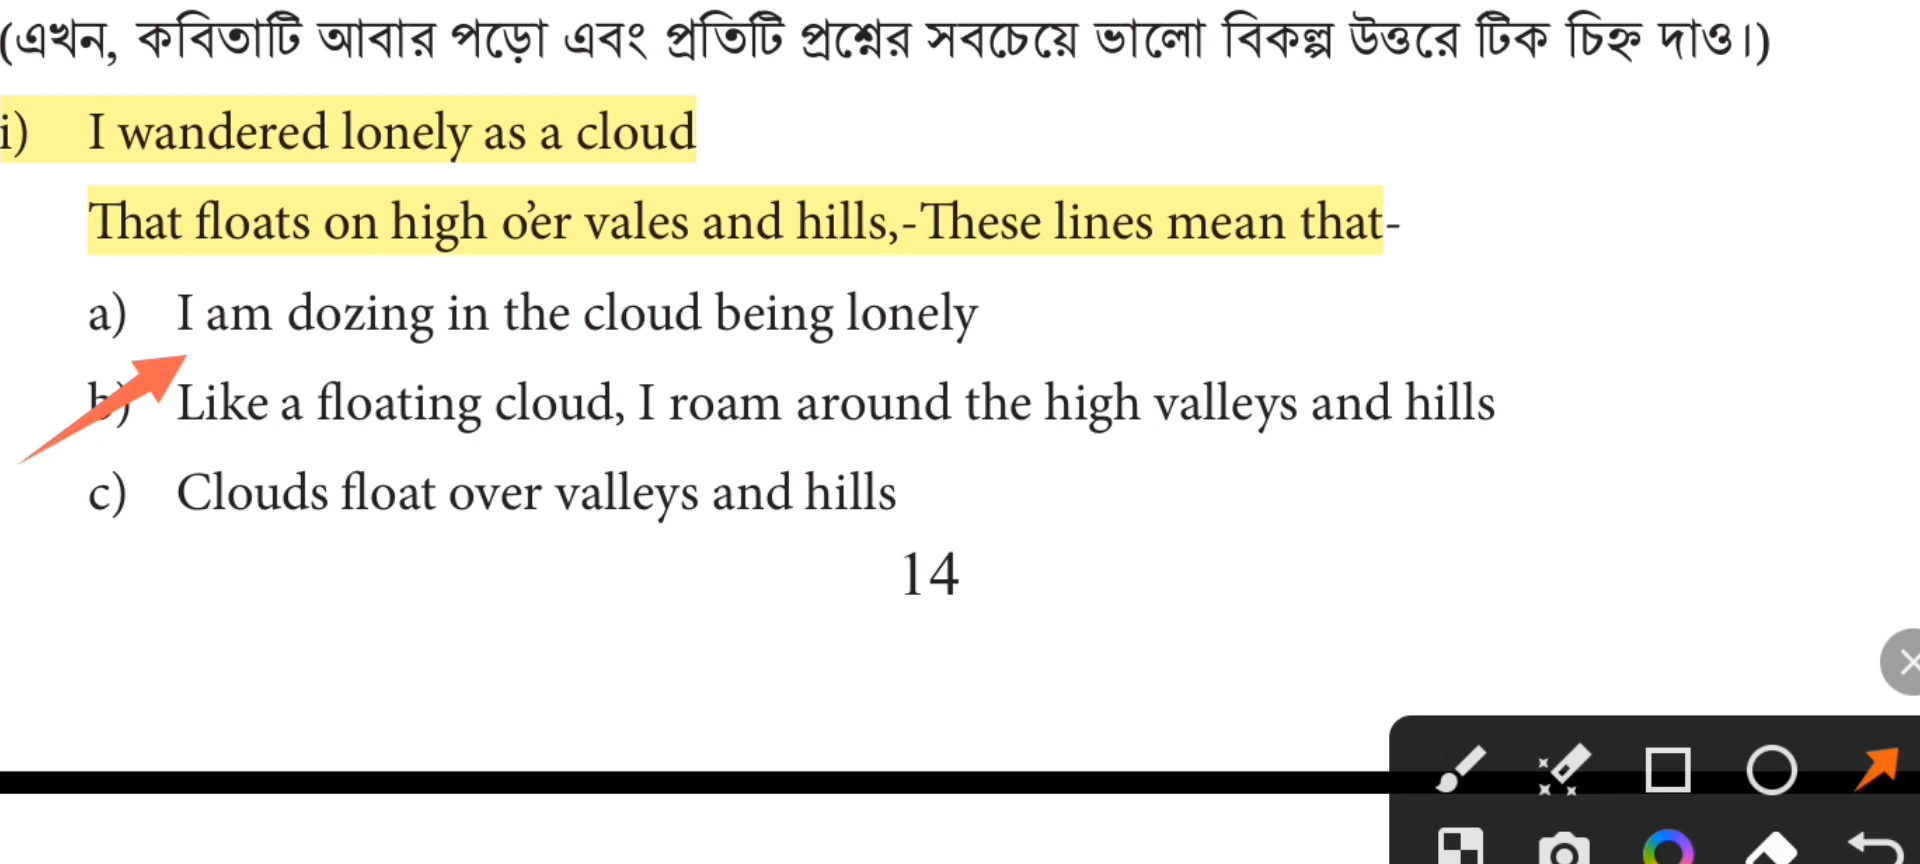 (এখন, কবিতাটি আবার পড়ো এবং প্রতিটি প্রশ্নের সবচেয়ে ভালো বিকল্প উত্তরে টিক চিহ্ন দাও।)
i) I wandered lonely as a cloud
That floats on high o'er vales and hills,-These lines mean that-
a) I am dozing in the cloud being lonely
b) Like a floating cloud, I roam around the high valleys and hills
c) Clouds float over valleys and hills
14